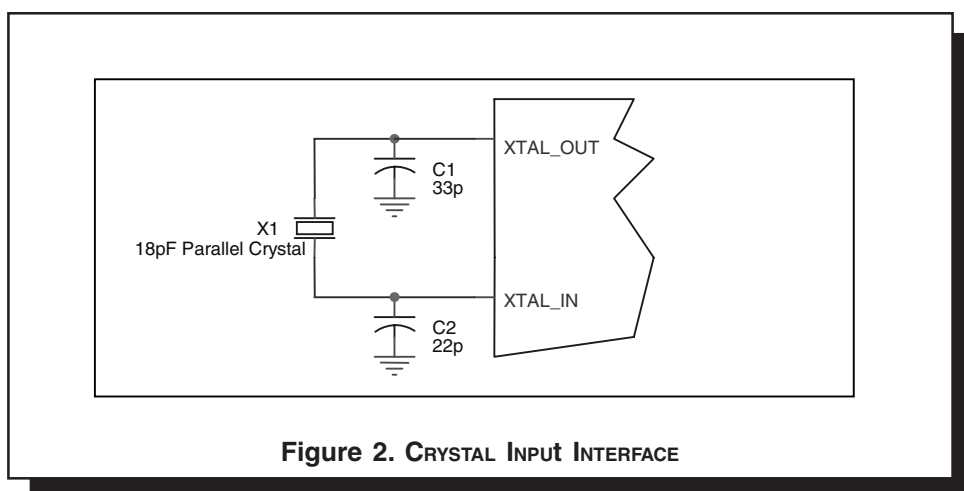 XTAL_OUT
C1
33p
X1
18pF Parallel Crystal
XTAL_IN
C2
22p
Figure 2. CRYSTAL INPUt INTERFACE